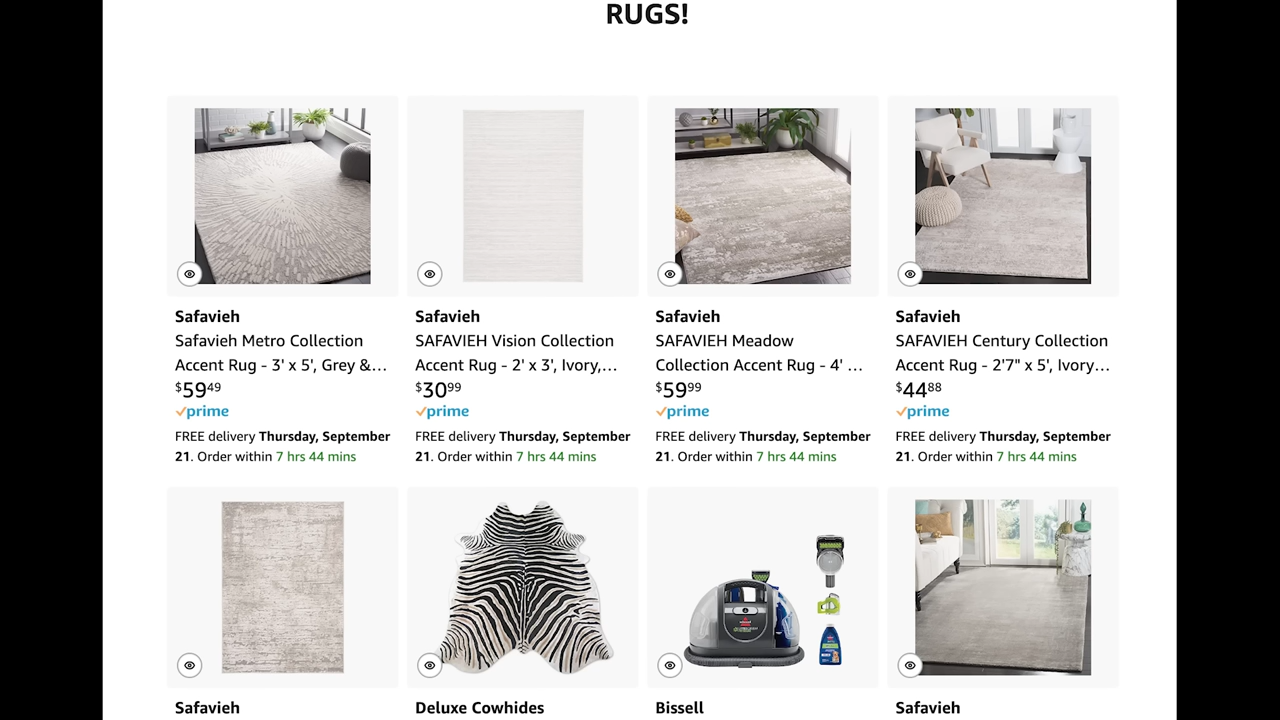 RUGS!
Safavieh
Safavieh Metro Collection
Accent Rug - 3' x 5', Grey &...
$59 49
prime
FREE delivery Thursday, September
21. Order within 7 hrs 44 mins
Safavieh
SAFAVIEH Vision Collection
Accent Rug - 2' x 3', Ivory,...
$30 99
prime
FREE delivery Thursday, September
21. Order within 7 hrs 44 mins
Safavieh
SAFAVIEH Meadow
Collection Accent Rug - 4' ...
$59 99
prime
FREE delivery Thursday, September
21. Order within 7 hrs 44 mins
Safavieh
SAFAVIEH Century Collection
Accent Rug - 2'7" x 5', Ivory...
$44 88
prime
FREE delivery Thursday, September
21. Order within 7 hrs 44 mins
Safavieh
Deluxe Cowhides
Bissell
Safavieh